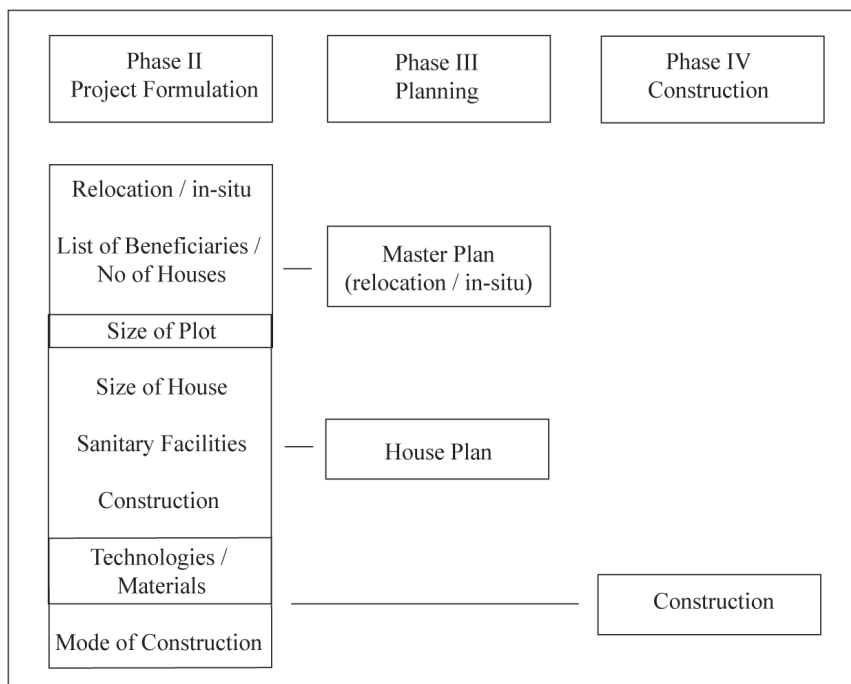 Phase II
Project Formulation
Phase III
Planning
Phase IV
Construction
Relocation / in-situ
List of Beneficiaries /
No of Houses
Master Plan
(relocation / in-situ)
Size of Plot
Size of House
Sanitary Facilities
House Plan
Construction
Technologies /
Materials
Construction
Mode of Construction